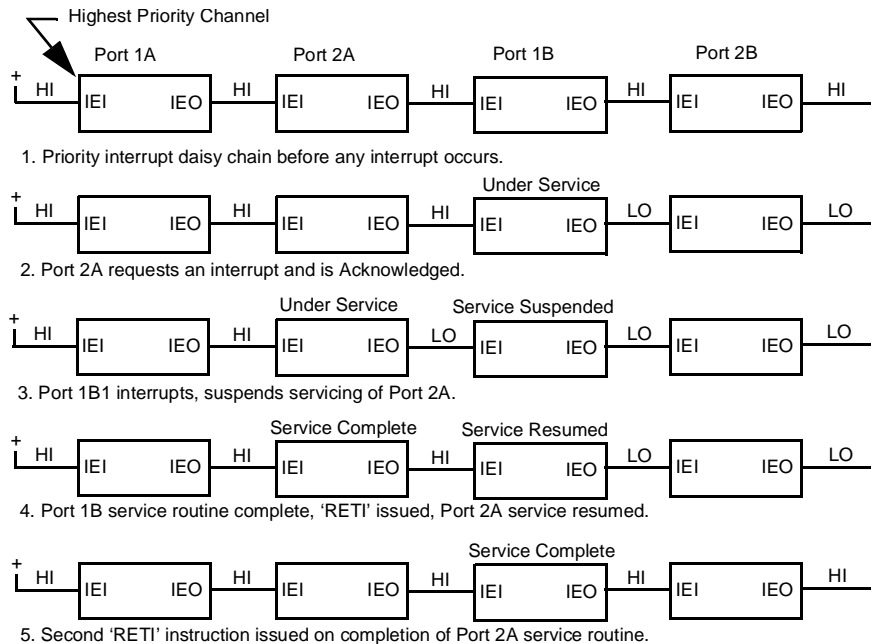 Highest Priority Channel
Port 1A Port 2A Port 1B Port 2B
+ HI IEI IEO HI IEI IEO HI IEI IEO HI IEI IEO HI
1. Priority interrupt daisy chain before any interrupt occurs.
Under Service
+ HI IEI IEO HI IEI IEO HI IEI IEO LO IEI IEO LO
2. Port 2A requests an interrupt and is Acknowledged.
Under Service Service Suspended
+ HI IEI IEO HI IEI IEO LO IEI IEO LO IEI IEO LO
3. Port 1B1 interrupts, suspends servicing of Port 2A.
Service Complete Service Resumed
+ HI IEI IEO HI IEI IEO HI IEI IEO LO IEI IEO LO
4. Port 1B service routine complete, ‘RETI’ issued, Port 2A service resumed.
Service Complete
+ HI IEI IEO HI IEI IEO HI IEI IEO HI IEI IEO HI
5. Second ‘RETI’ instruction issued on completion of Port 2A service routine.